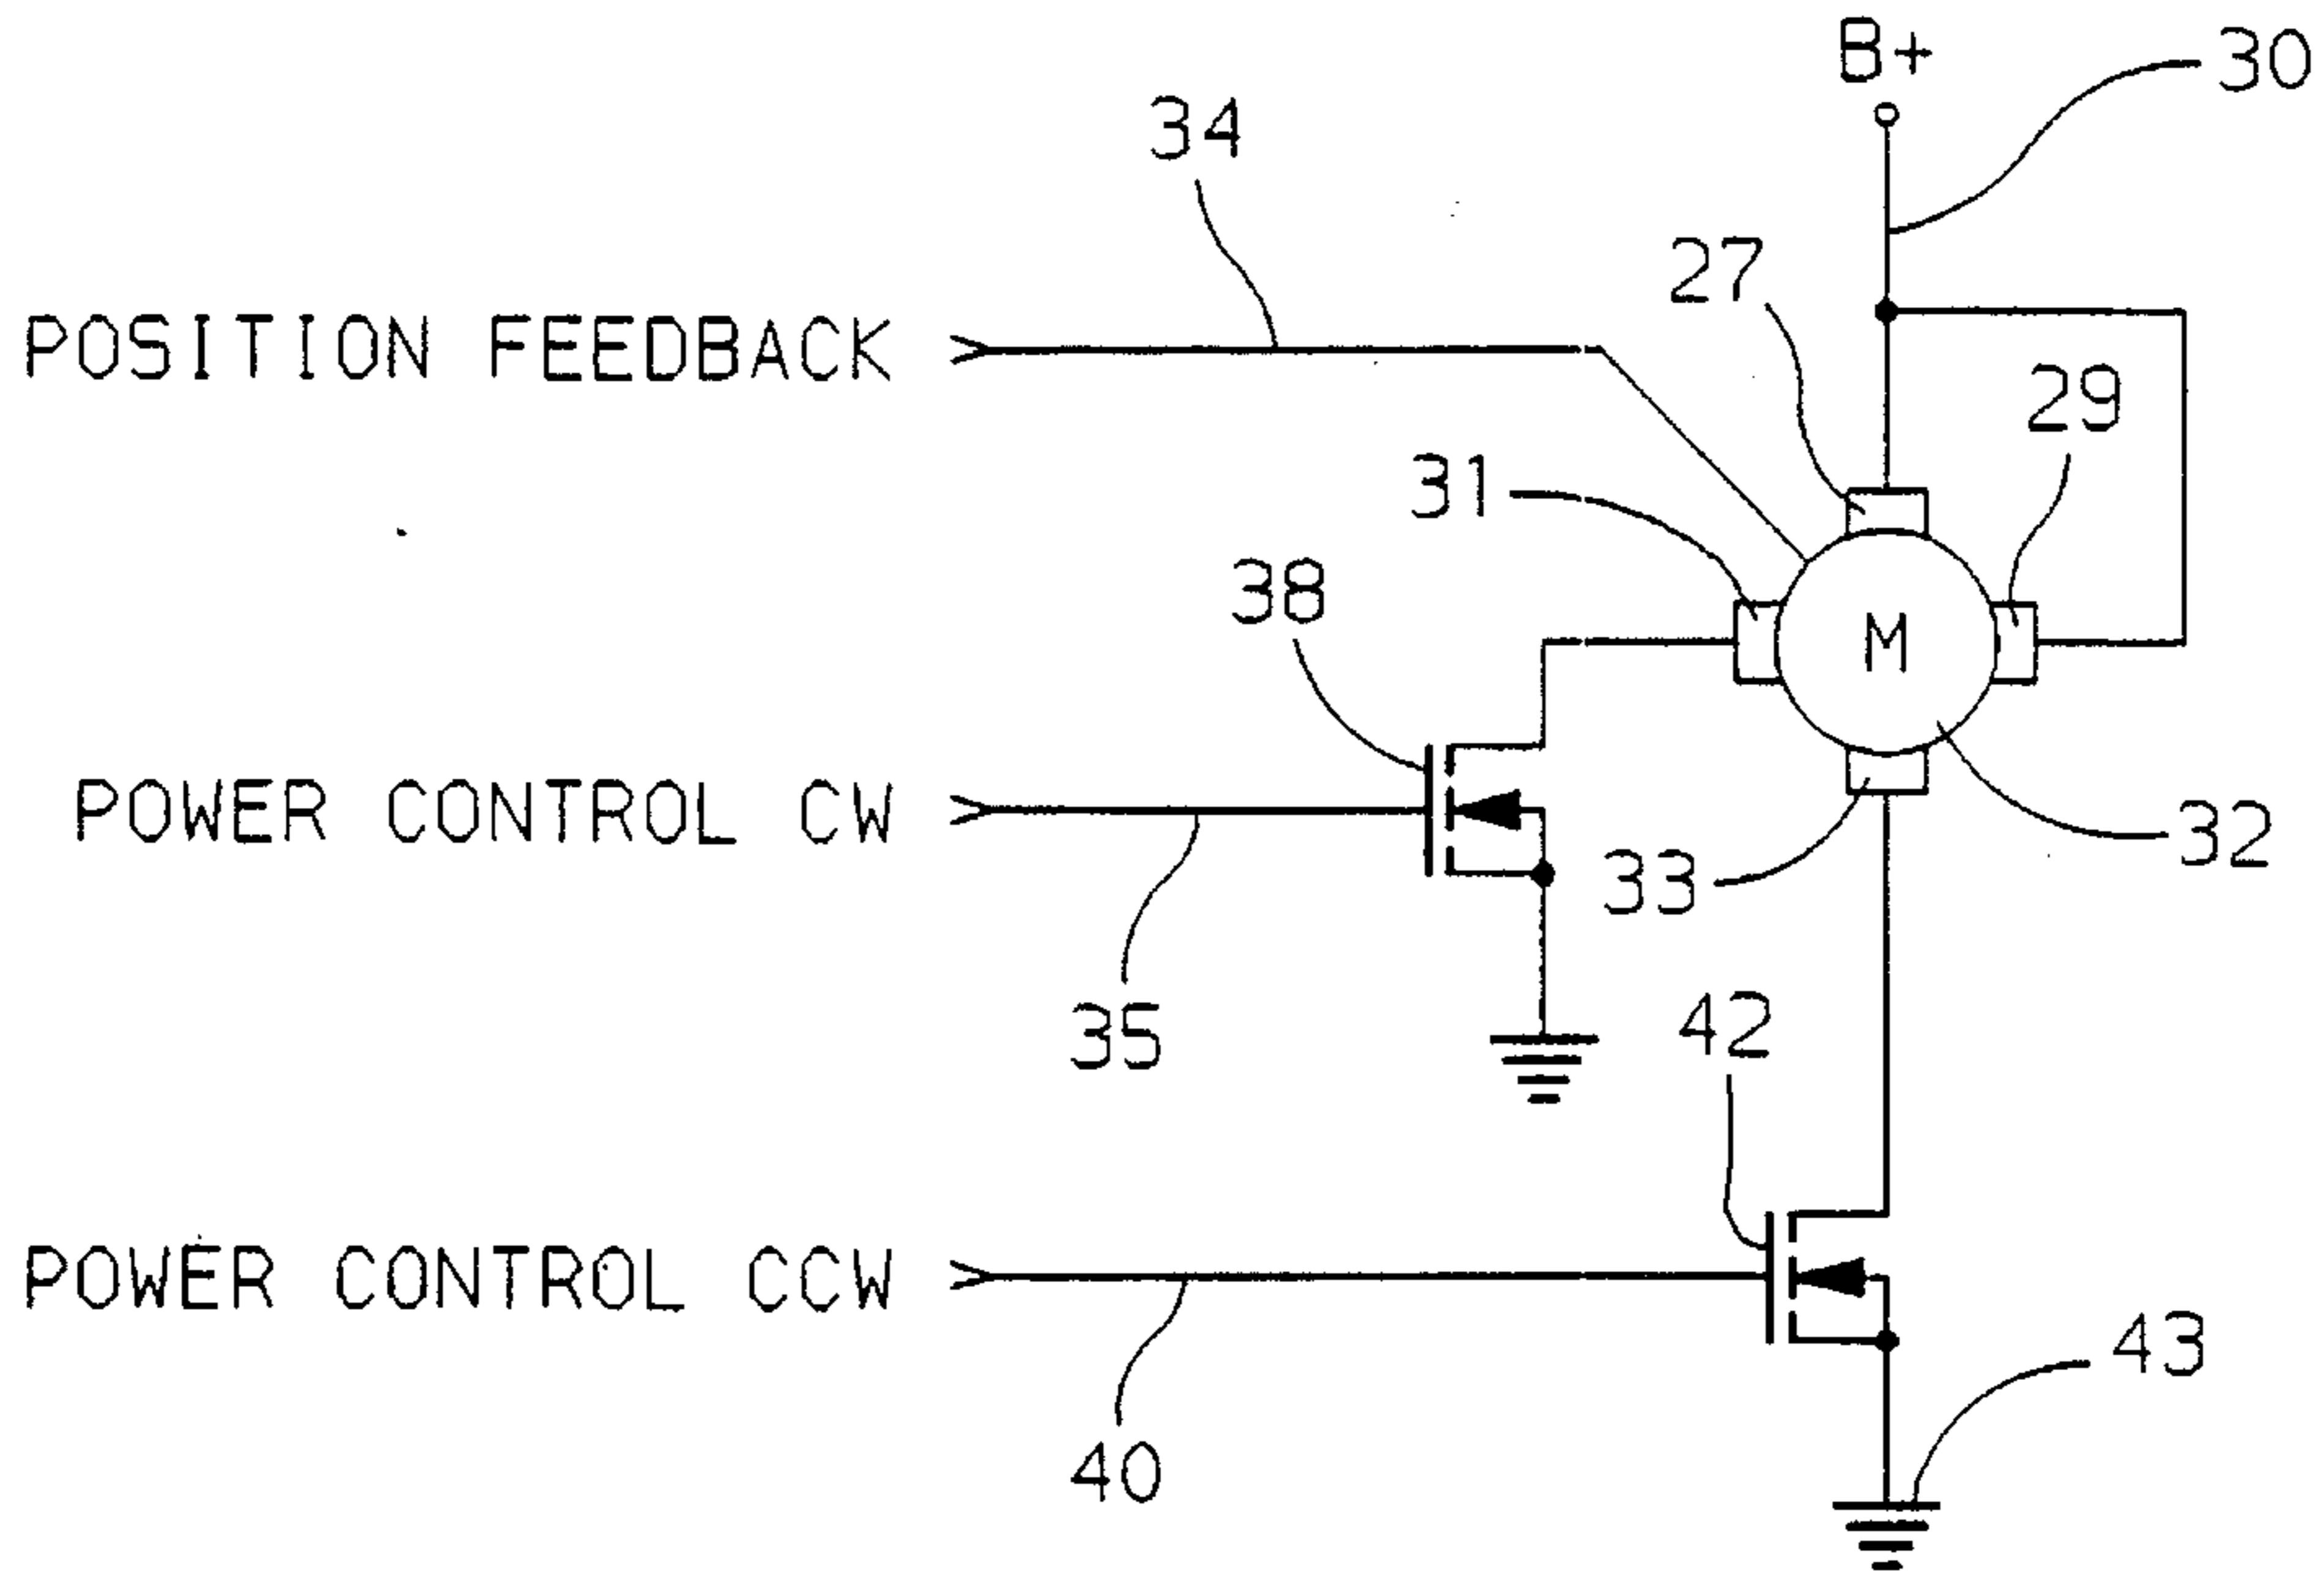 B+
30
34
27
POSITION FEEDBACK
29
31
38
M
POWER CONTROL CW
32
33
35
42
POWER CONTROL CCW
43
40